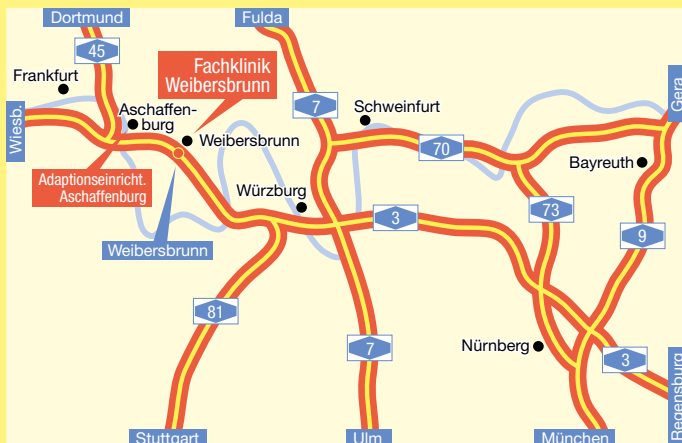 Dortmund
Fulda
45
Frankfurt
Fachklinik
Weibersbrunn
7
Schweinfurt
Gera
Wiesb.
Aschaffen-
burg
Weibersbrunn
70
Bayreuth
Adaptionseinricht.
Aschaffenburg
Würzburg
3
73
9
Weibersbrunn
81
7
Nürnberg
3
Regensburg
Stuttgart
Ulm
München